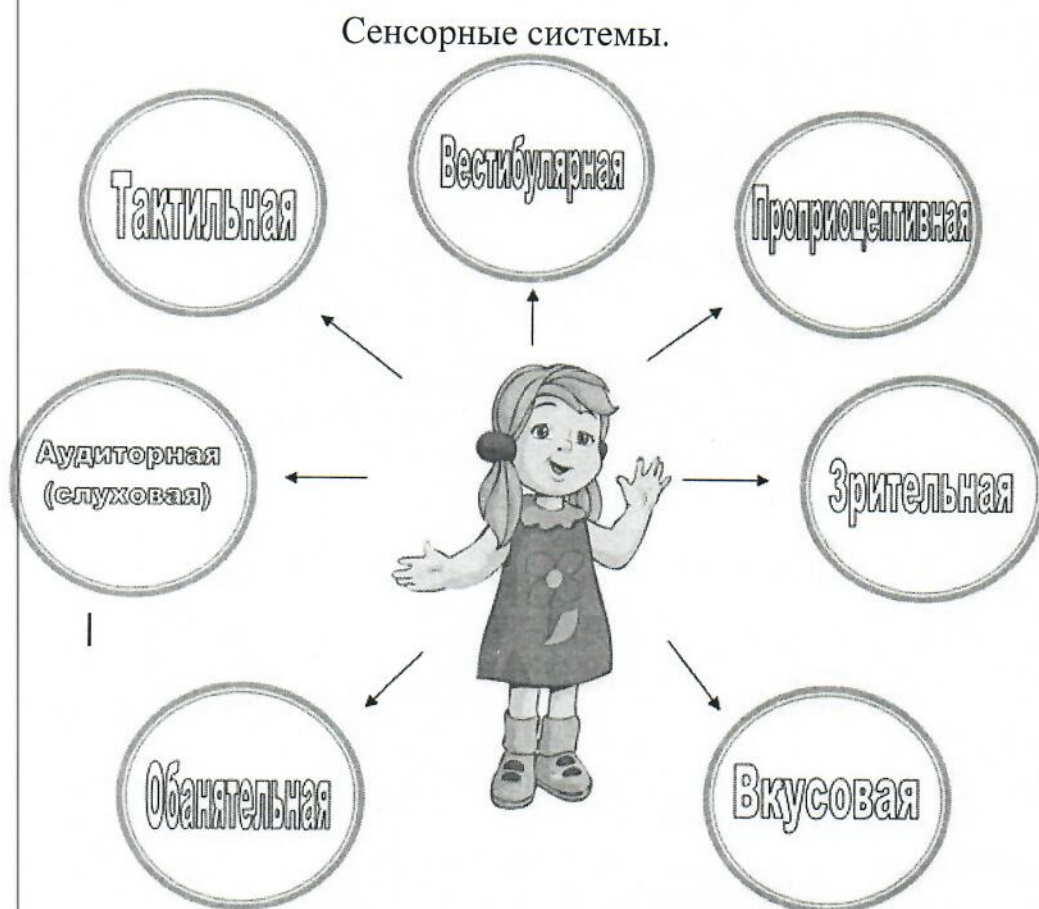 Сенсорные системы.
Вестибулярная
Тактильная
Проприоцептивная
Аудиторная
(слуховая)
Зрительная
Обанятельная
Вкусовая